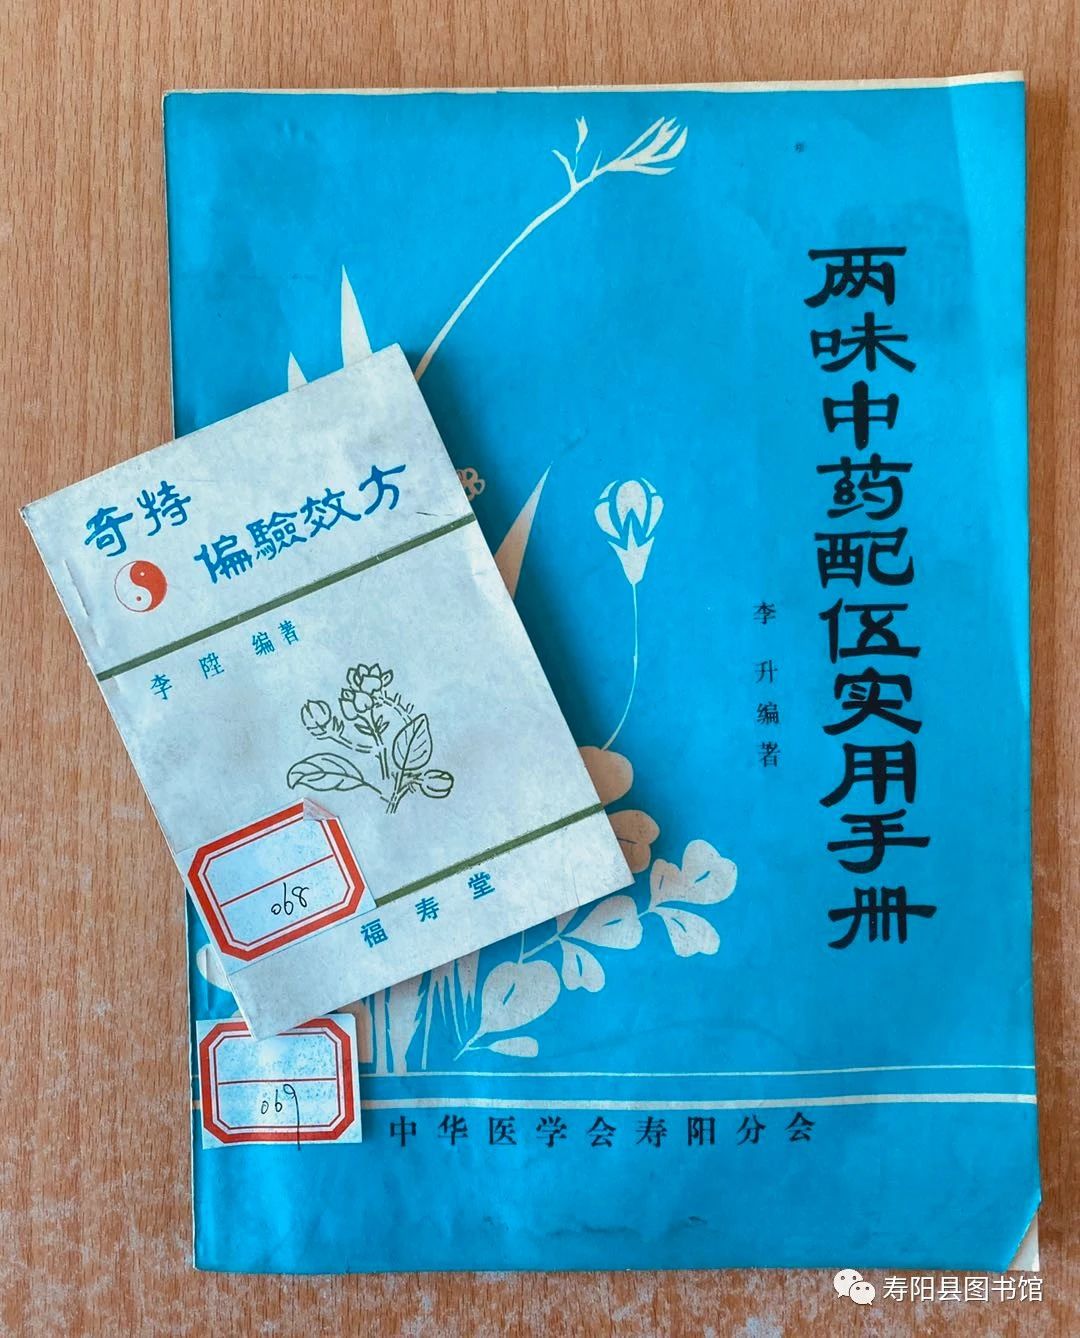 两味中药配伍实用手册
李升编著
中华医学会寿阳分会
069
奇特
偏驗效方
李陞 编著
福寿堂
068
寿阳县图书馆